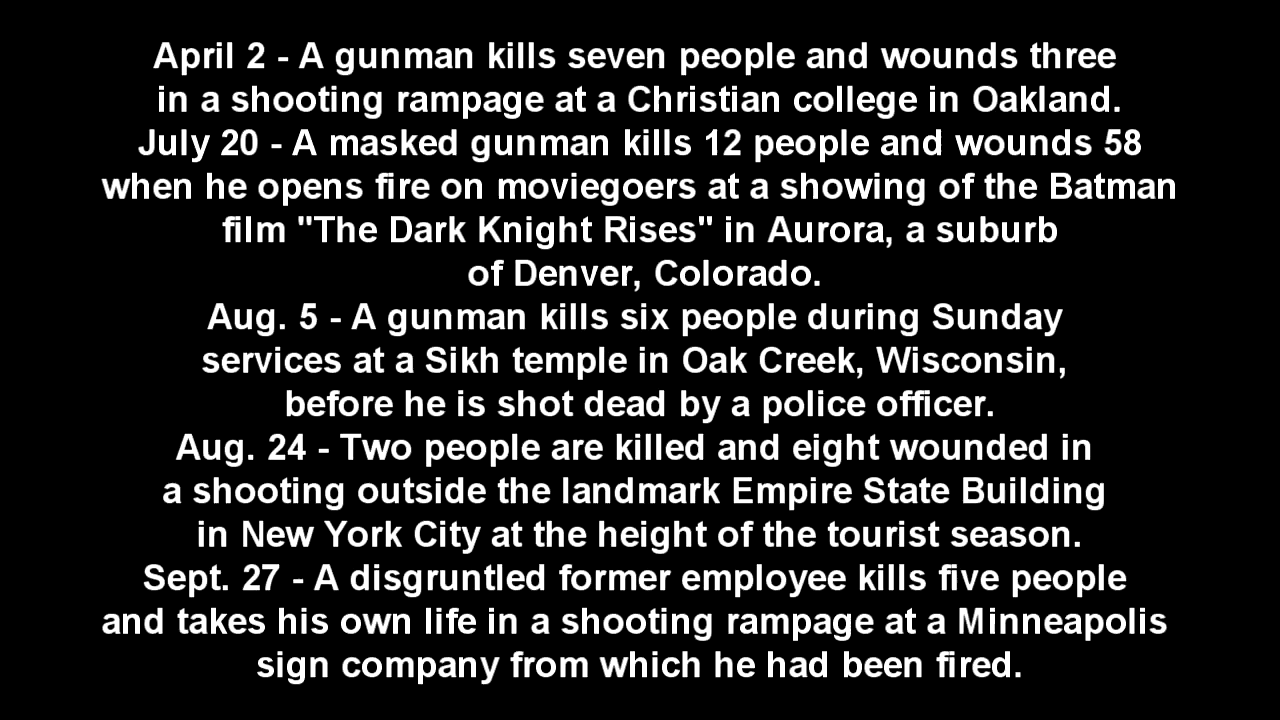 April 2 - A gunman kills seven people and wounds three
in a shooting rampage at a Christian college in Oakland.
July 20 - A masked gunman kills 12 people and wounds 58
when he opens fire on moviegoers at a showing of the Batman
film "The Dark Knight Rises" in Aurora, a suburb
of Denver, Colorado.
Aug. 5 - A gunman kills six people during Sunday
services at a Sikh temple in Oak Creek, Wisconsin,
before he is shot dead by a police officer.
Aug. 24 - Two people are killed and eight wounded in
a shooting outside the landmark Empire State Building
in New York City at the height of the tourist season.
Sept. 27 - A disgruntled former employee kills five people
and takes his own life in a shooting rampage at a Minneapolis
sign company from which he had been fired.